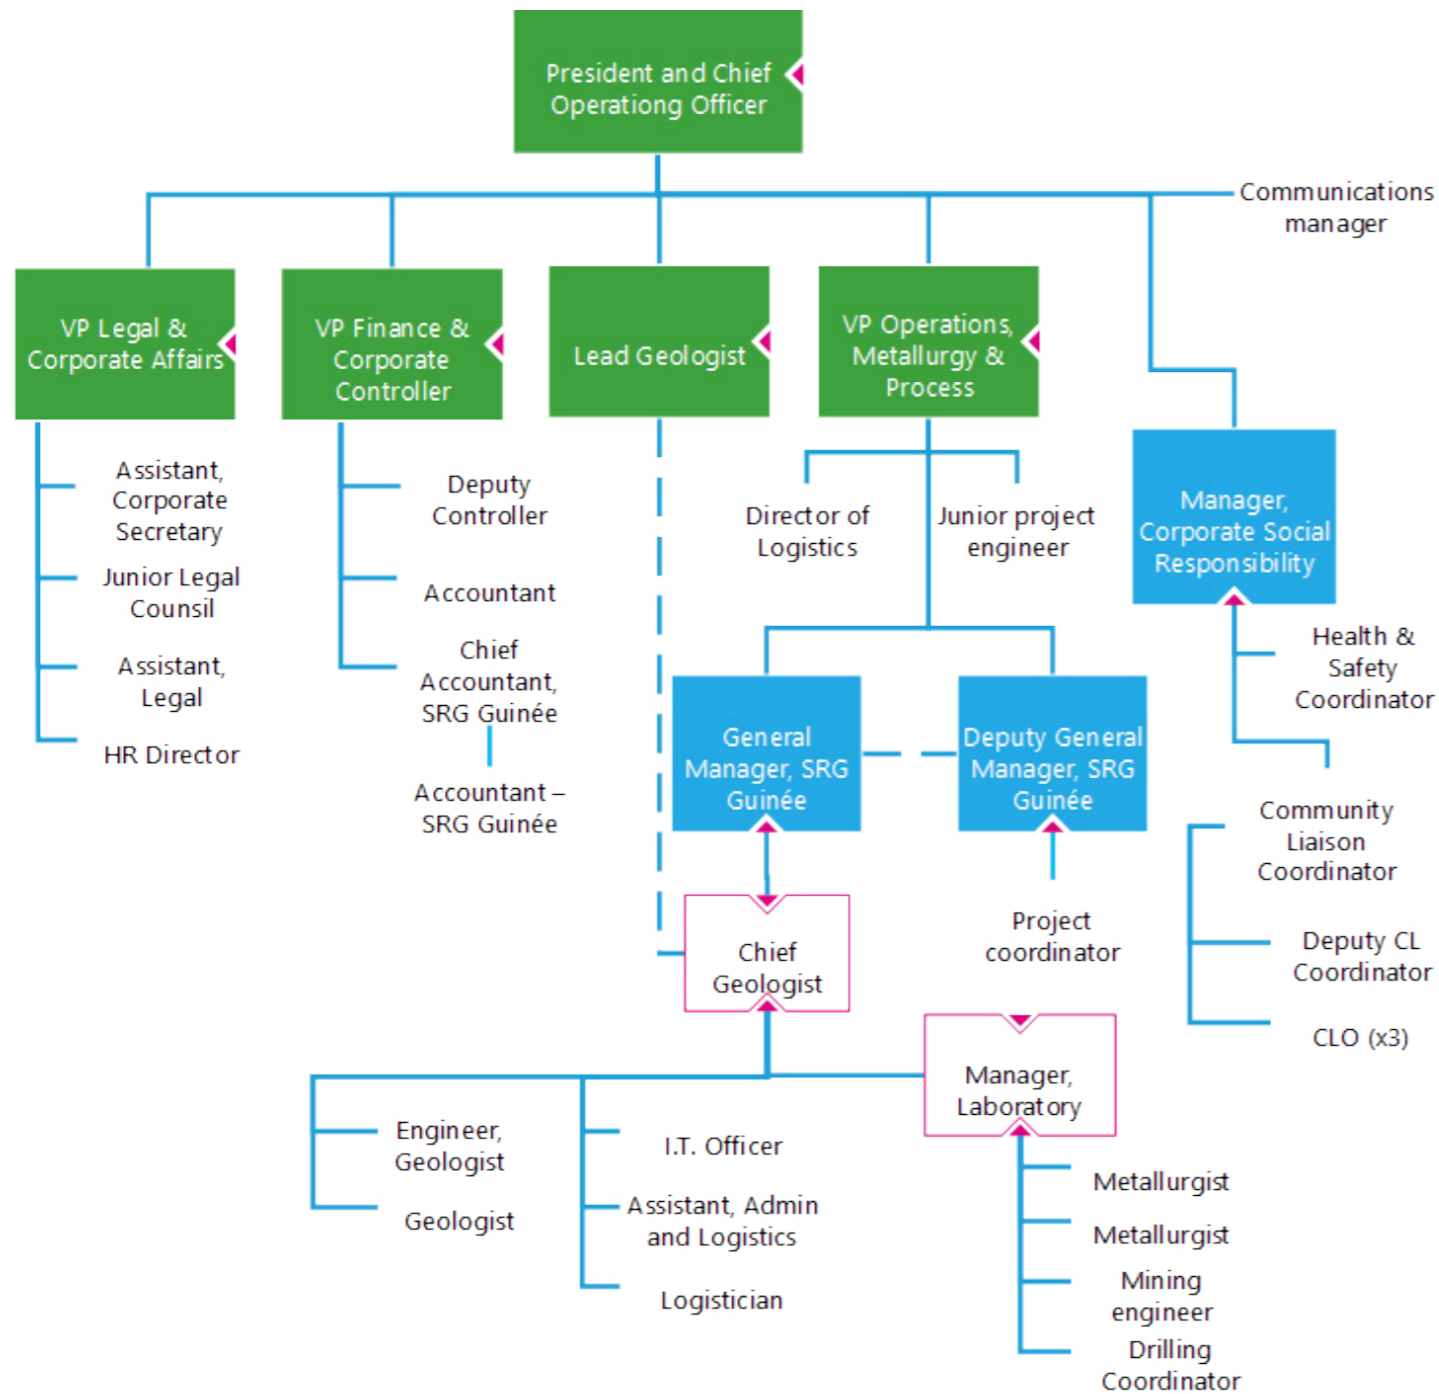 President and Chief
Operationg Officer
Communications
manager
VP Legal &
Corporate Affairs
VP Finance &
Corporate
Controller
Lead Geologist
VP Operations,
Metallurgy &
Process
Manager,
Corporate Social
Responsibility
Assistant,
Corporate
Secretary
Junior Legal
Counsil
Assistant,
Legal
HR Director
Deputy
Controller
Accountant
Chief
Accountant,
SRG Guinée
Accountant –
SRG Guinée
Director of
Logistics
Junior project
engineer
General
Manager, SRG
Guinée
Deputy General
Manager, SRG
Guinée
Health &
Safety
Coordinator
Community
Liaison
Coordinator
Deputy CL
Coordinator
CLO (x3)
Project
coordinator
Chief
Geologist
Manager,
Laboratory
Engineer,
Geologist
Geologist
I.T. Officer
Assistant, Admin
and Logistics
Logistician
Metallurgist
Metallurgist
Mining
engineer
Drilling
Coordinator